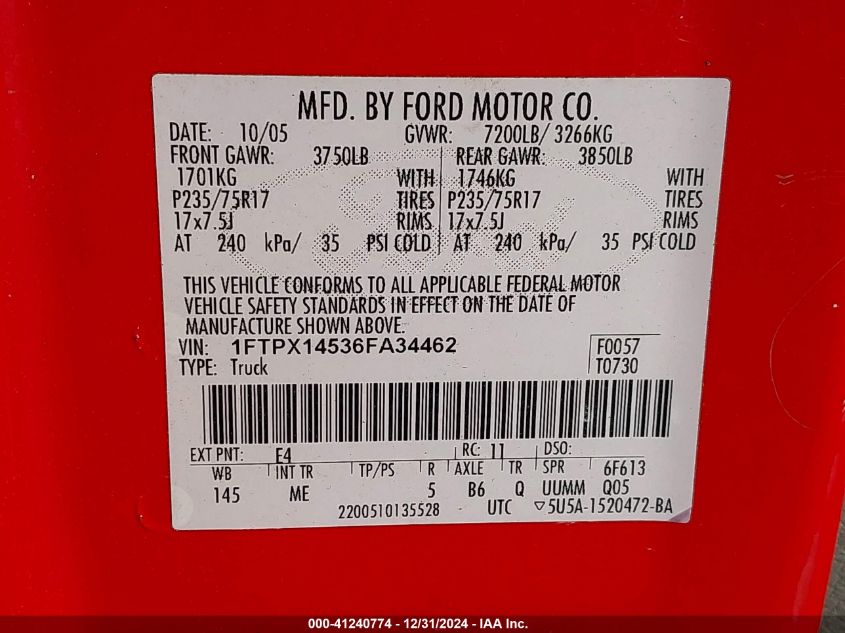 MFD. BY FORD MOTOR CO.
DATE: 10/05 GVWR: 7200LB/ 3266KG
FRONT GAWR: 3750LB REAR GAWR: 3850LB
1701KG WITH 1746KG WITH
P235/75R17 TIRES P235/75R17 TIRES
17x7.5J RIMS 17x7.5J RIMS
AT 240 kPa/ 35 PSI COLD AT 240 kPa/ 35 PSI COLD
THIS VEHICLE CONFORMS TO ALL APPLICABLE FEDERAL MOTOR
VEHICLE SAFETY STANDARDS IN EFFECT ON THE DATE OF
MANUFACTURE SHOWN ABOVE.
VIN: 1FTPX14536FA34462 F0057
TYPE: Truck T0730
EXT PNT: E4 RC: 11 DSO:
WB INT TR TP/PS R AXLE TR SPR 6F613
145 ME 5 B6 Q UUMM Q05
2200510135528 UTC ▽5U5A-1520472-BA
000-41240774 - 12/31/2024 - IAA Inc.